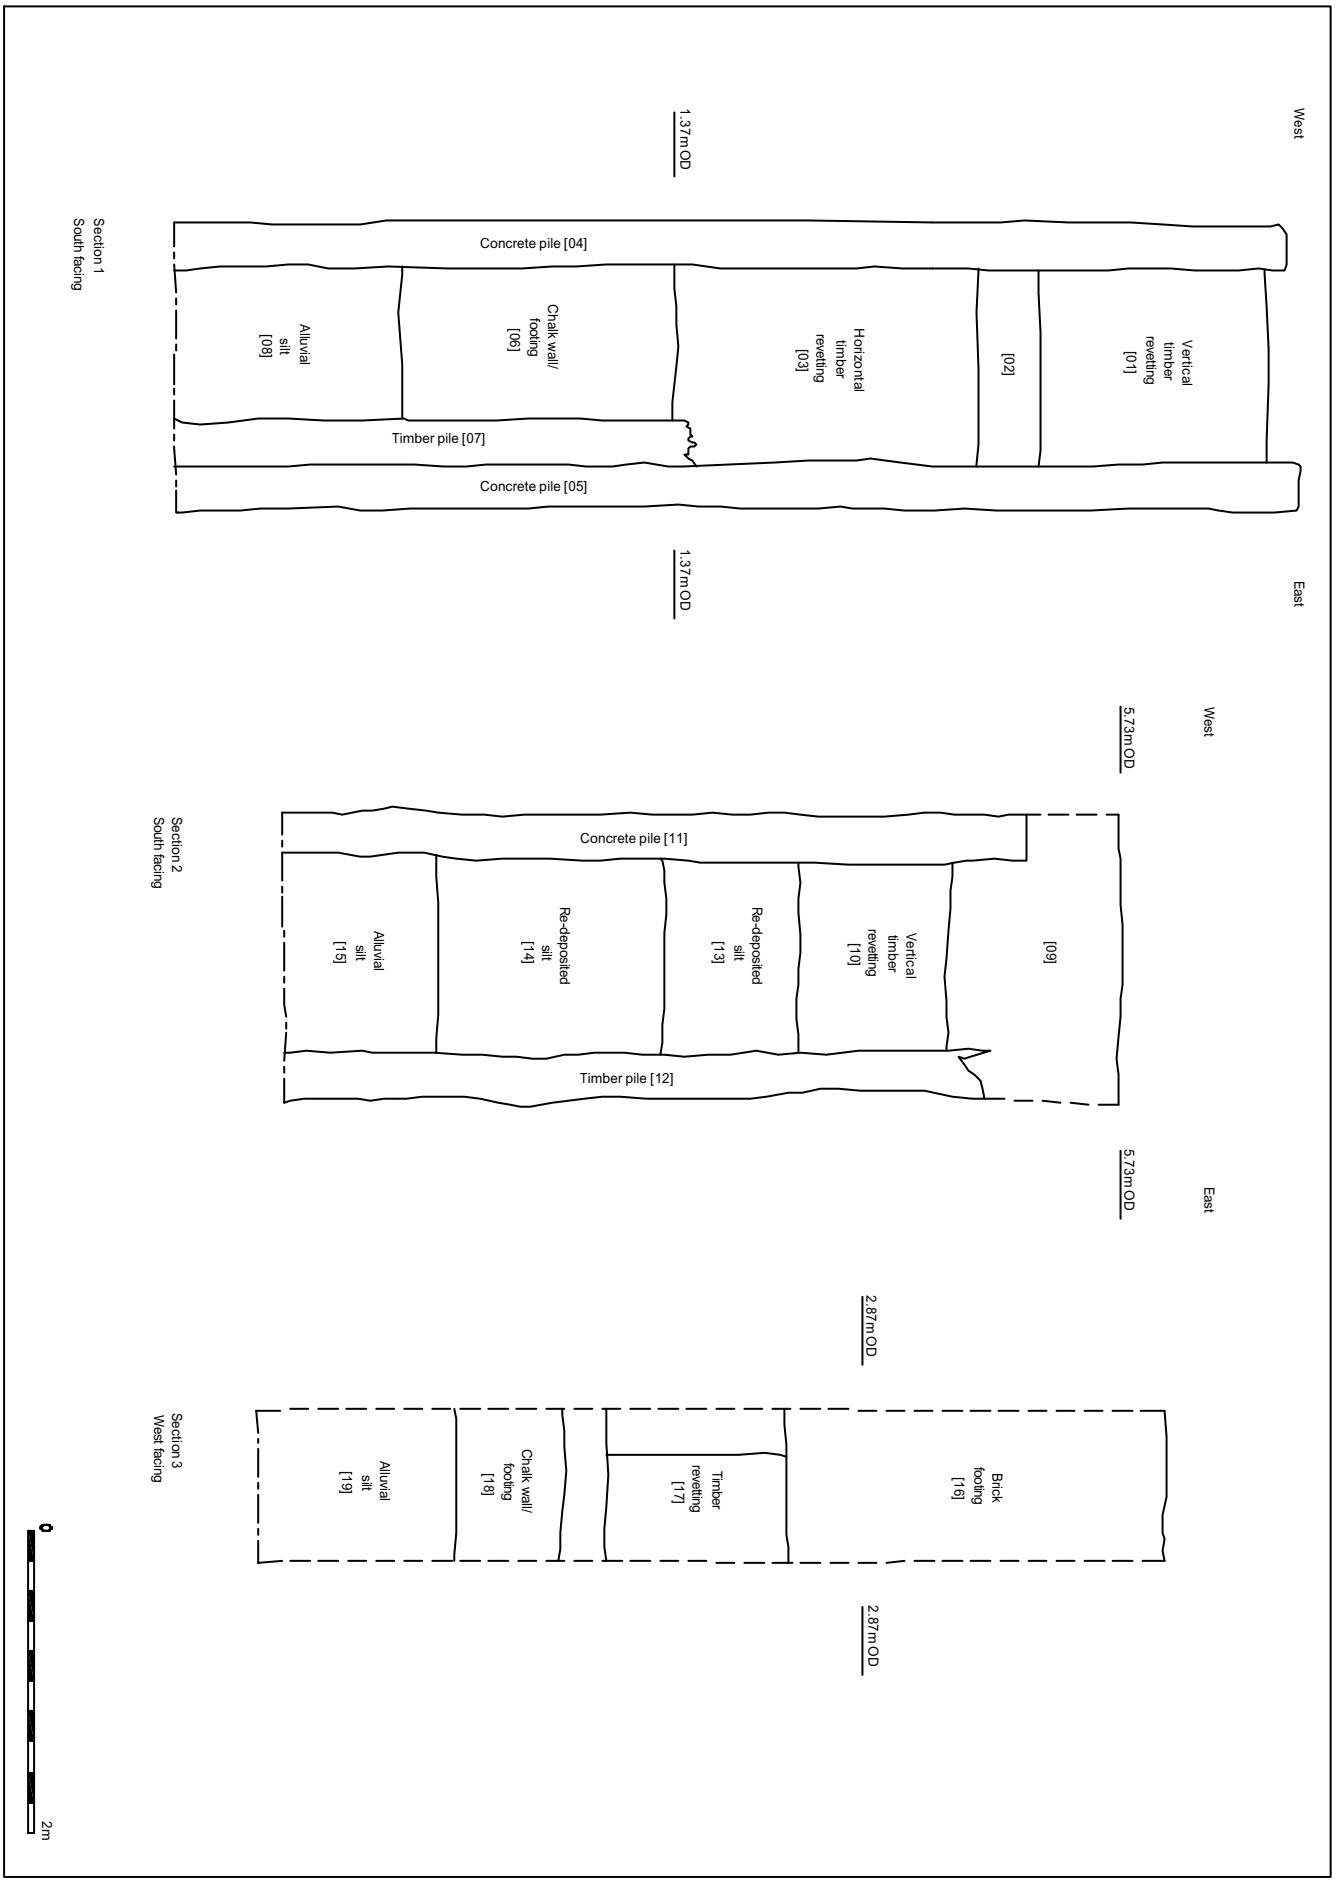 West
East
1.37m OD
1.37m OD
Vertical
timber
revetting
[01]
[02]
Horizontal
timber
revetting
[03]
Chalk wall/
footing
[06]
Alluvial
silt
[08]
Concrete pile [04]
Timber pile [07]
Concrete pile [05]
Section 1
South facing
West
East
5.73m OD
5.73m OD
[09]
Vertical
timber
revetting
[10]
Re-deposited
silt
[13]
Re-deposited
silt
[14]
Alluvial
silt
[15]
Concrete pile [11]
Timber pile [12]
Section 2
South facing
2.87m OD
2.87m OD
Brick
footing
[16]
Timber
revetting
[17]
Chalk wall/
footing
[18]
Alluvial
silt
[19]
Section 3
West facing
0
2m